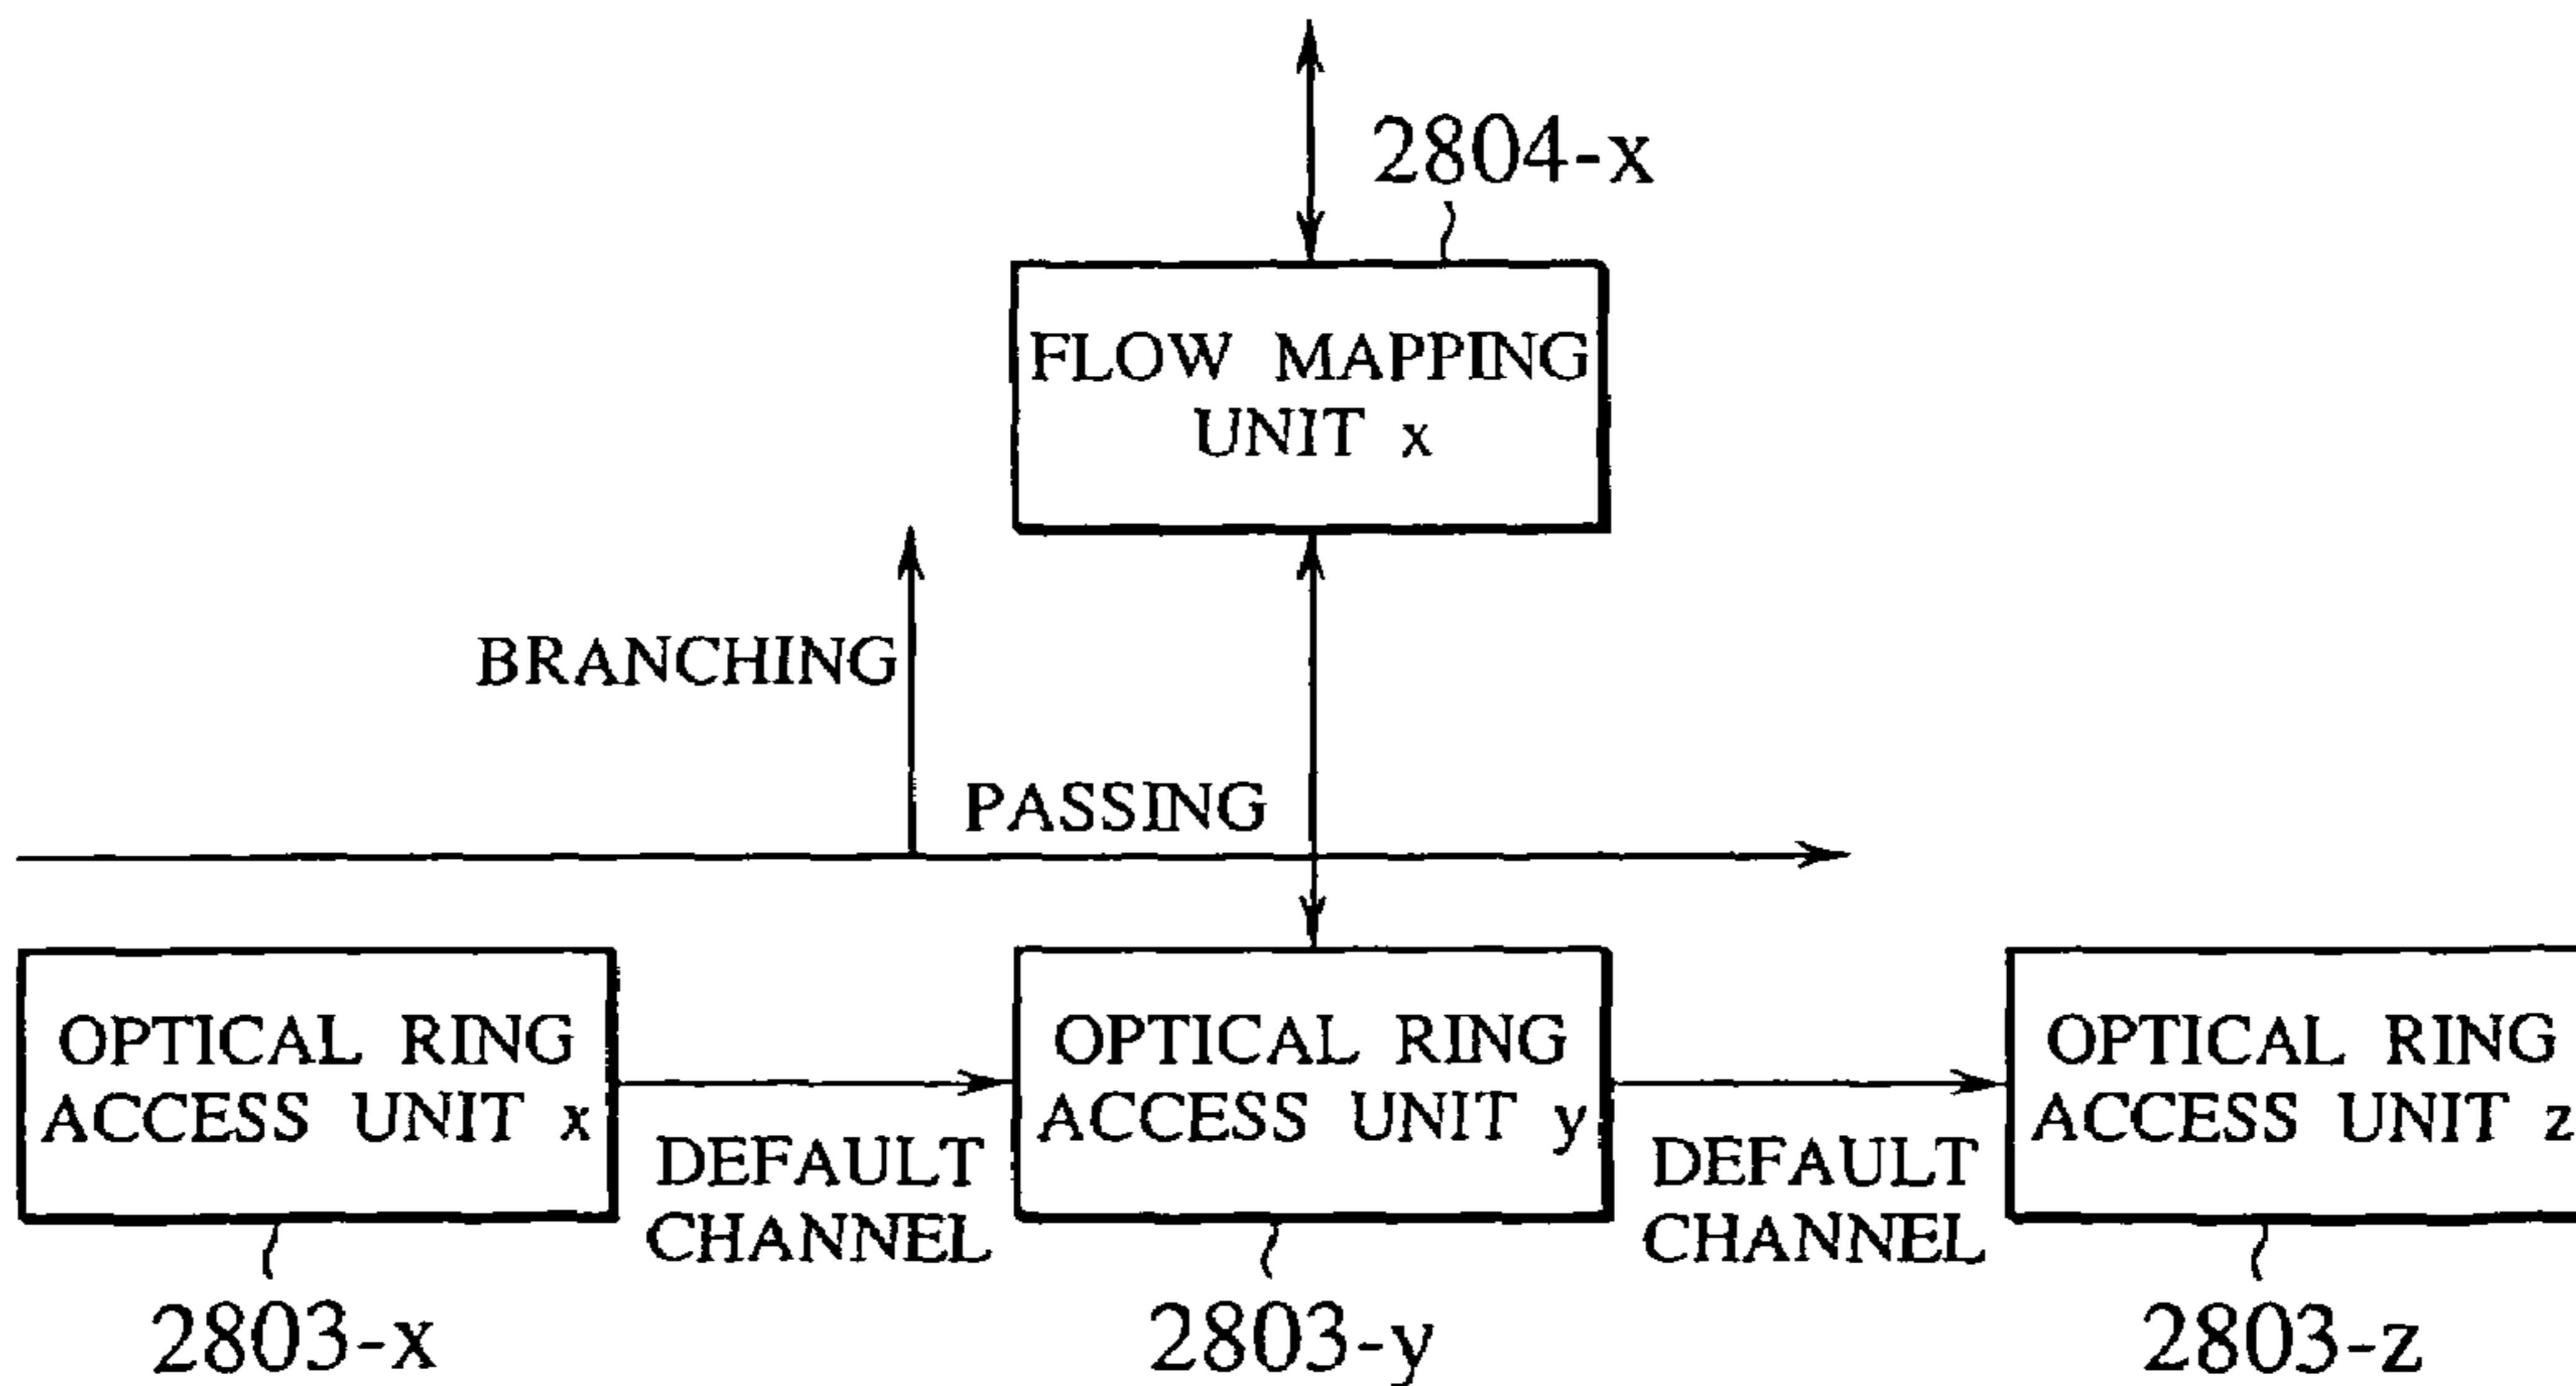 2804-x
FLOW MAPPING
UNIT x
BRANCHING
PASSING
OPTICAL RING
ACCESS UNIT x
DEFAULT
CHANNEL
OPTICAL RING
ACCESS UNIT y
DEFAULT
CHANNEL
OPTICAL RING
ACCESS UNIT z
2803-x
2803-y
2803-z